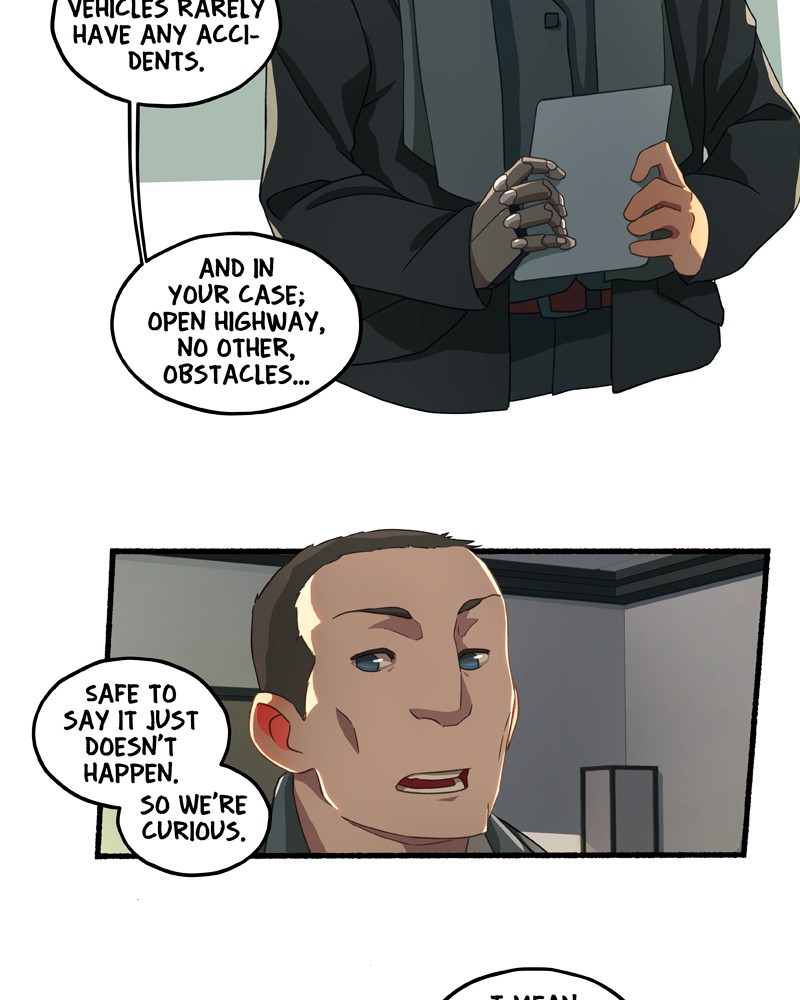 VEHICLES RARELY
HAVE ANY ACCI-
DENTS.
AND IN
YOUR CASE;
OPEN HIGHWAY,
NO OTHER,
OBSTACLES...
SAFE TO
SAY IT JUST
DOESN'T
HAPPEN.
SO WE'RE
CURIOUS.
I MEAN